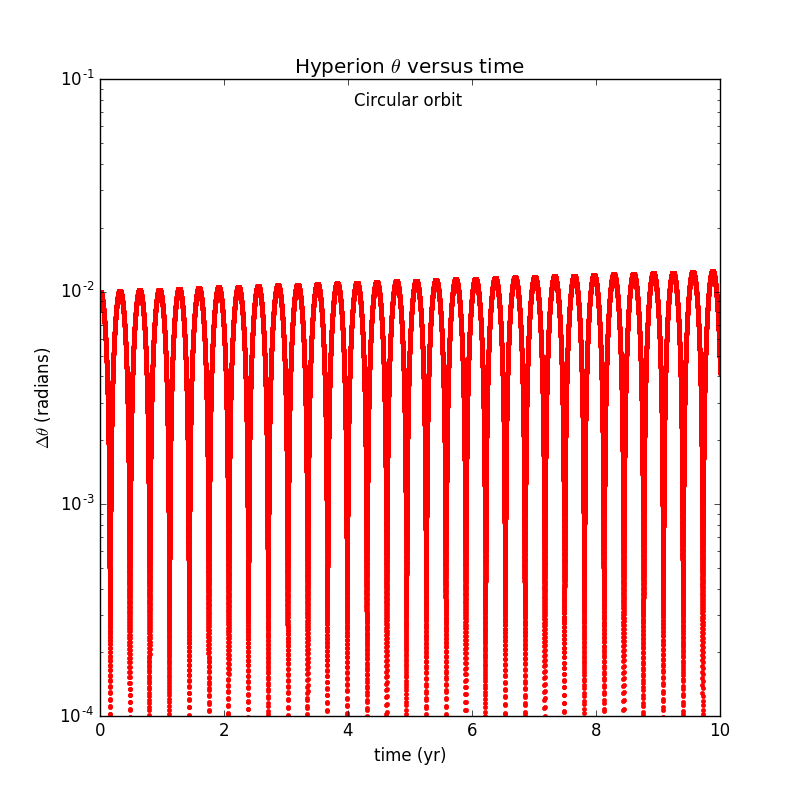 Hyperion θ versus time
Circular orbit
10^-1
10^-2
10^-3
10^-4
Δθ (radians)
0 2 4 6 8 10
time (yr)